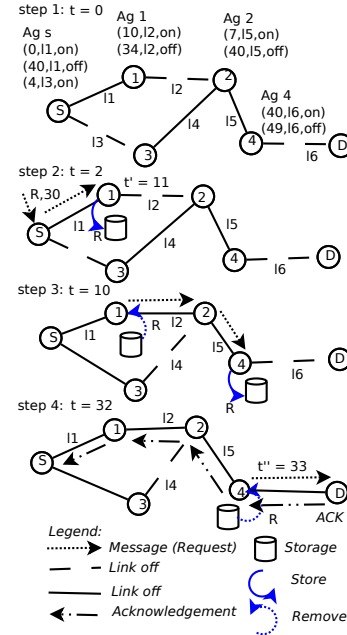 step 1: t = 0
Ag s
(0,l1,on)
(40,l1,off)
(4,l3,on)
Ag 1
(10,l2,on)
(34,l2,off)
Ag 2
(7,l5,on)
(40,l5,off)
Ag 4
(40,l6,on)
(49,l6,off)
S
1
2
3
4
D
l1
l2
l3
l4
l5
l6
step 2: t = 2
R,30
t' = 11
S
1
2
3
4
D
l1
l2
R
l4
l5
l6
step 3: t = 10
S
1
2
3
4
D
l1
l2
R
l4
l5
l6
R
step 4: t = 32
S
1
2
3
4
D
l1
l2
l4
l5
t'' = 33
R
ACK
Legend:
Message (Request)
Link off
Link off
Acknowledgement
Storage
Store
Remove